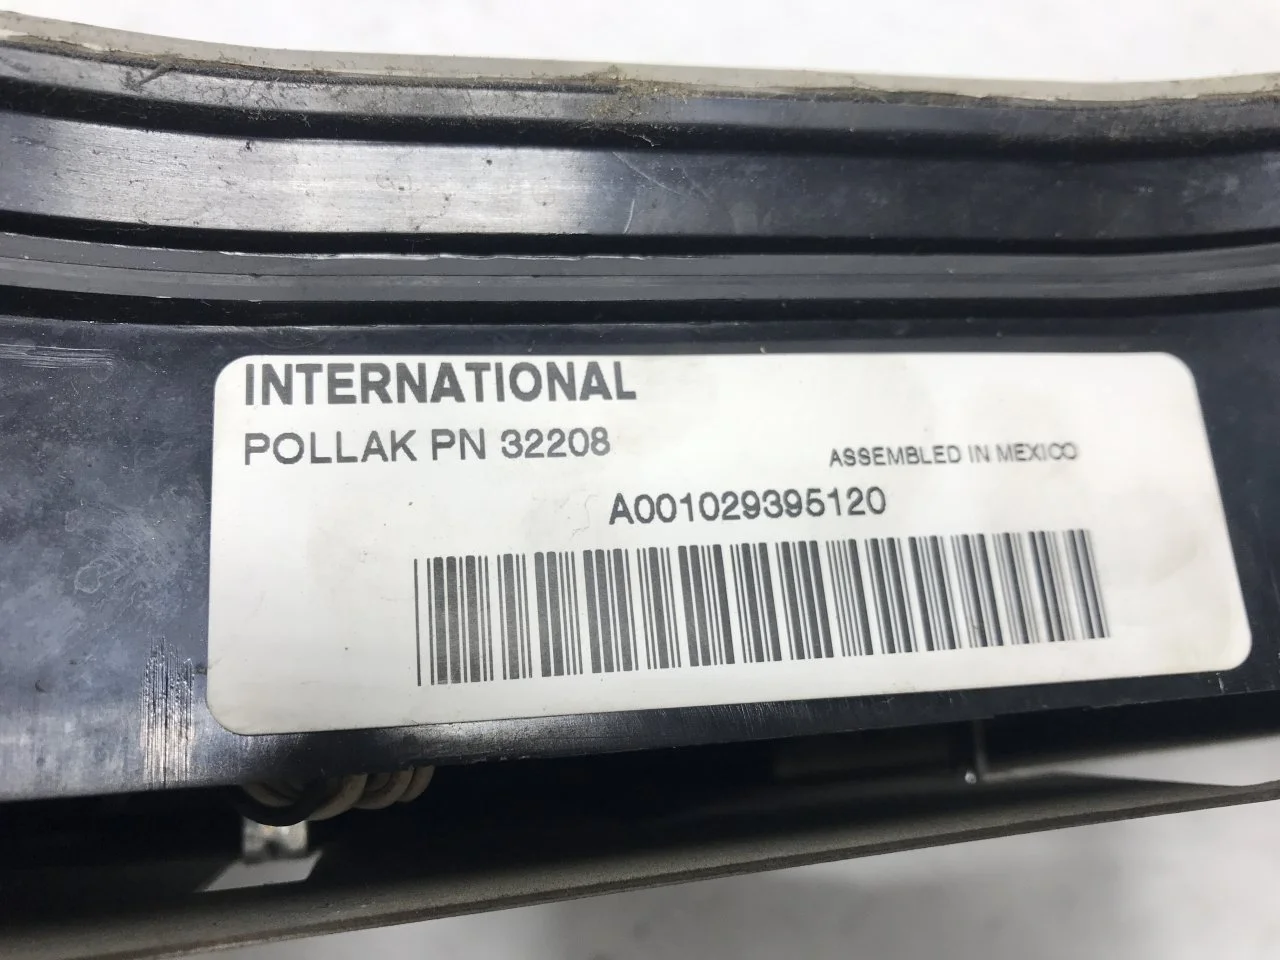 INTERNATIONAL
POLLAK PN 32208
ASSEMBLED IN MEXICO
A001029395120